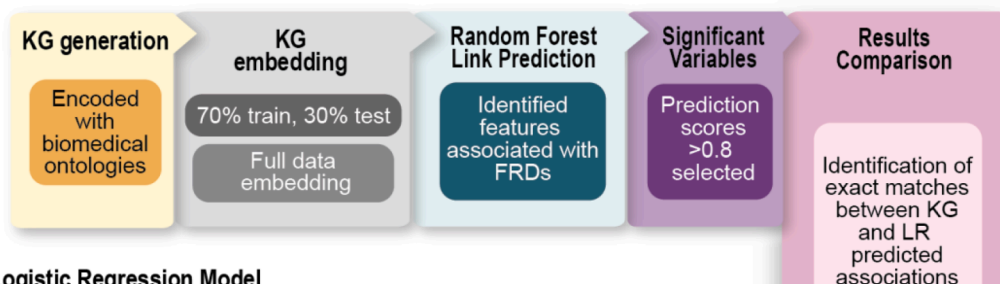 KG generation
Encoded
with
biomedical
ontologies
KG
embedding
70% train, 30% test
Full data
embedding
Random Forest
Link Prediction
Identified
features
associated with
FRDs
Significant
Variables
Prediction
scores
>0.8
selected
Results
Comparison
Identification of
exact matches
between KG
and LR
predicted
associations
ogistic Regression Model